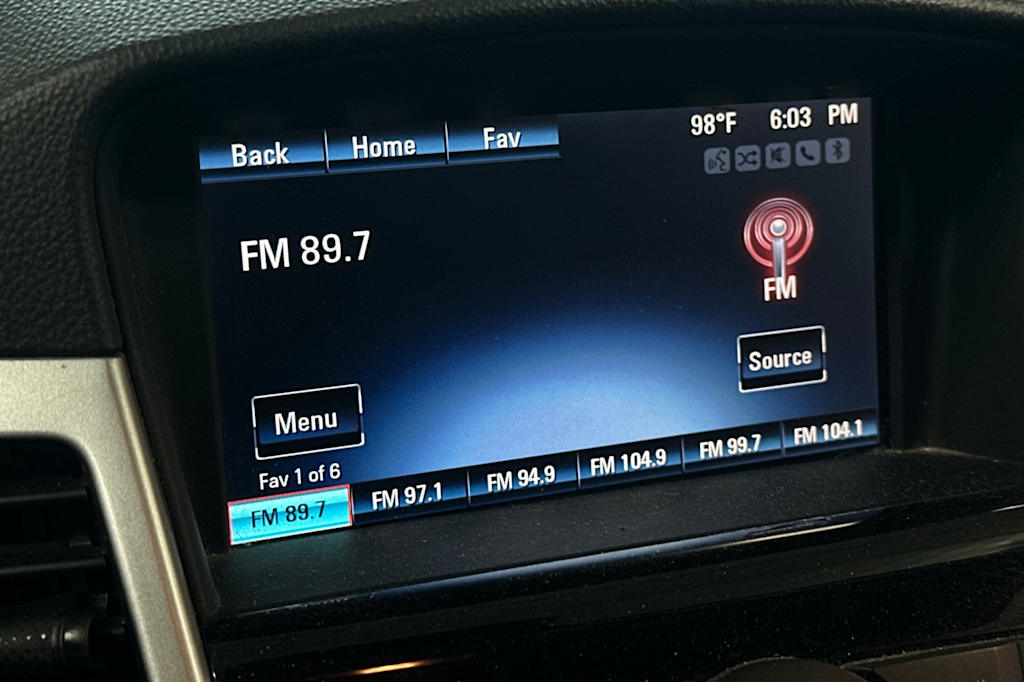 Back Home Fav
98°F 6:03 PM
FM 89.7
FM
Source
Menu
Fav 1 of 6
FM 89.7 FM 97.1 FM 94.9 FM 104.9 FM 99.7 FM 104.1